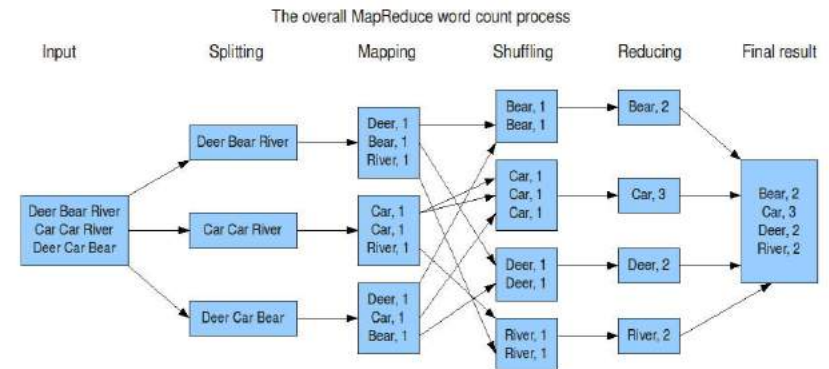 The overall MapReduce word count process
Input
Splitting
Mapping
Shuffling
Reducing
Final result
Deer Bear River
Car Car River
Deer Car Bear
Deer Bear River
Car Car River
Deer Car Bear
Deer, 1
Bear, 1
River, 1
Car, 1
Car, 1
River, 1
Deer, 1
Car, 1
Bear, 1
Bear, 1
Bear, 1
Car, 1
Car, 1
Car, 1
Deer, 1
Deer, 1
River, 1
River, 1
Bear, 2
Car, 3
Deer, 2
River, 2
Bear, 2
Car, 3
Deer, 2
River, 2